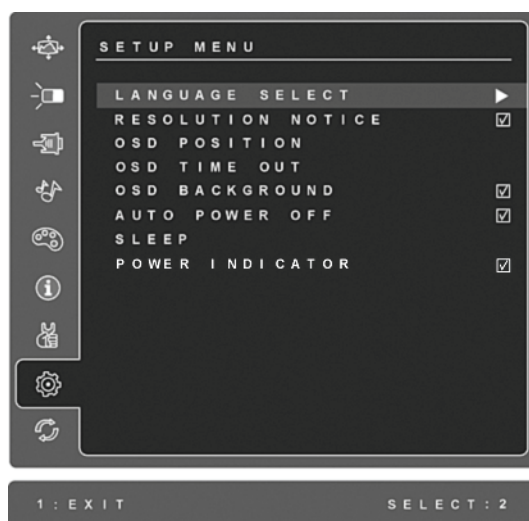 SETUP MENU
LANGUAGE SELECT
RESOLUTION NOTICE
OSD POSITION
OSD TIME OUT
OSD BACKGROUND
AUTO POWER OFF
SLEEP
POWER INDICATOR
1:EXIT SELECT:2